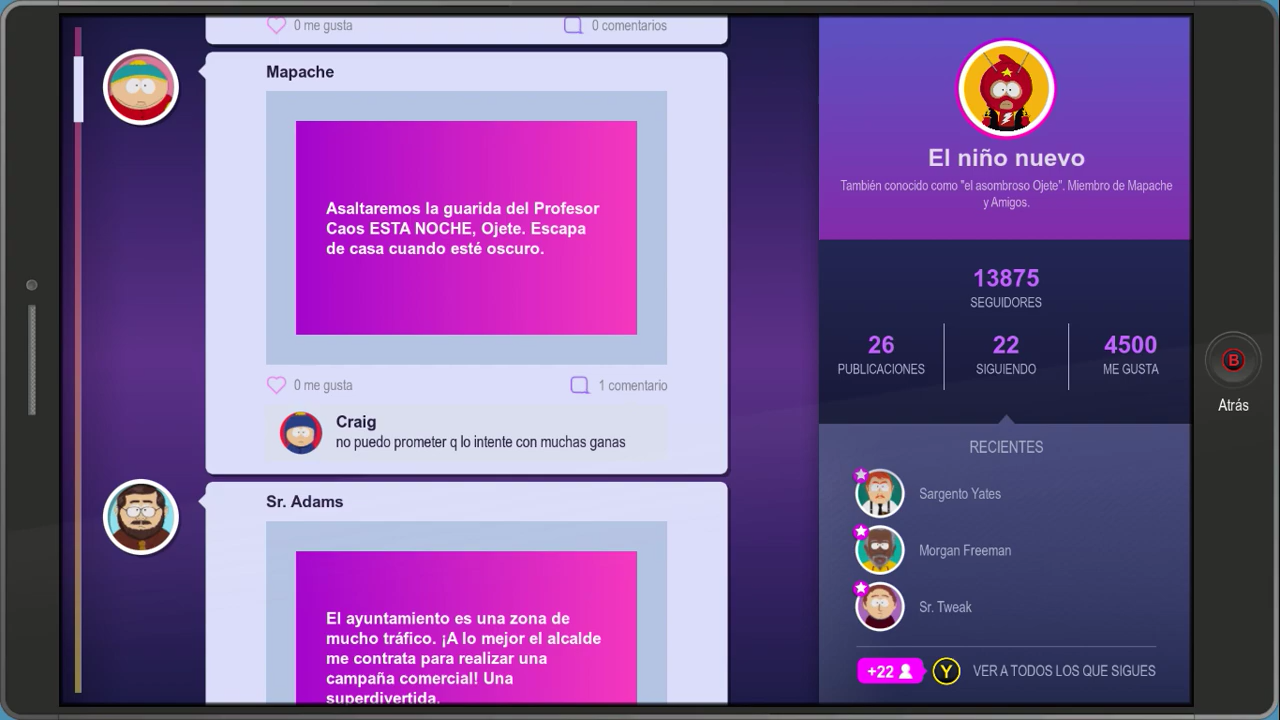 0 me gusta
0 comentarios
Mapache
Asaltaremos la guarida del Profesor
Caos ESTA NOCHE, Ojete. Escapa
de casa cuando esté oscuro.
0 me gusta
1 comentario
Craig
no puedo prometer q lo intente con muchas ganas
Sr. Adams
El ayuntamiento es una zona de
mucho tráfico. ¡A lo mejor el alcalde
me contrata para realizar una
campaña comercial! Una
superdivertida.
El niño nuevo
También conocido como "el asombroso Ojete". Miembro de Mapache
y Amigos.
13875
SEGUIDORES
26
PUBLICACIONES
22
SIGUIENDO
4500
ME GUSTA
RECIENTES
Sargento Yates
Morgan Freeman
Sr. Tweak
+22
Y
VER A TODOS LOS QUE SIGUES
B
Atrás